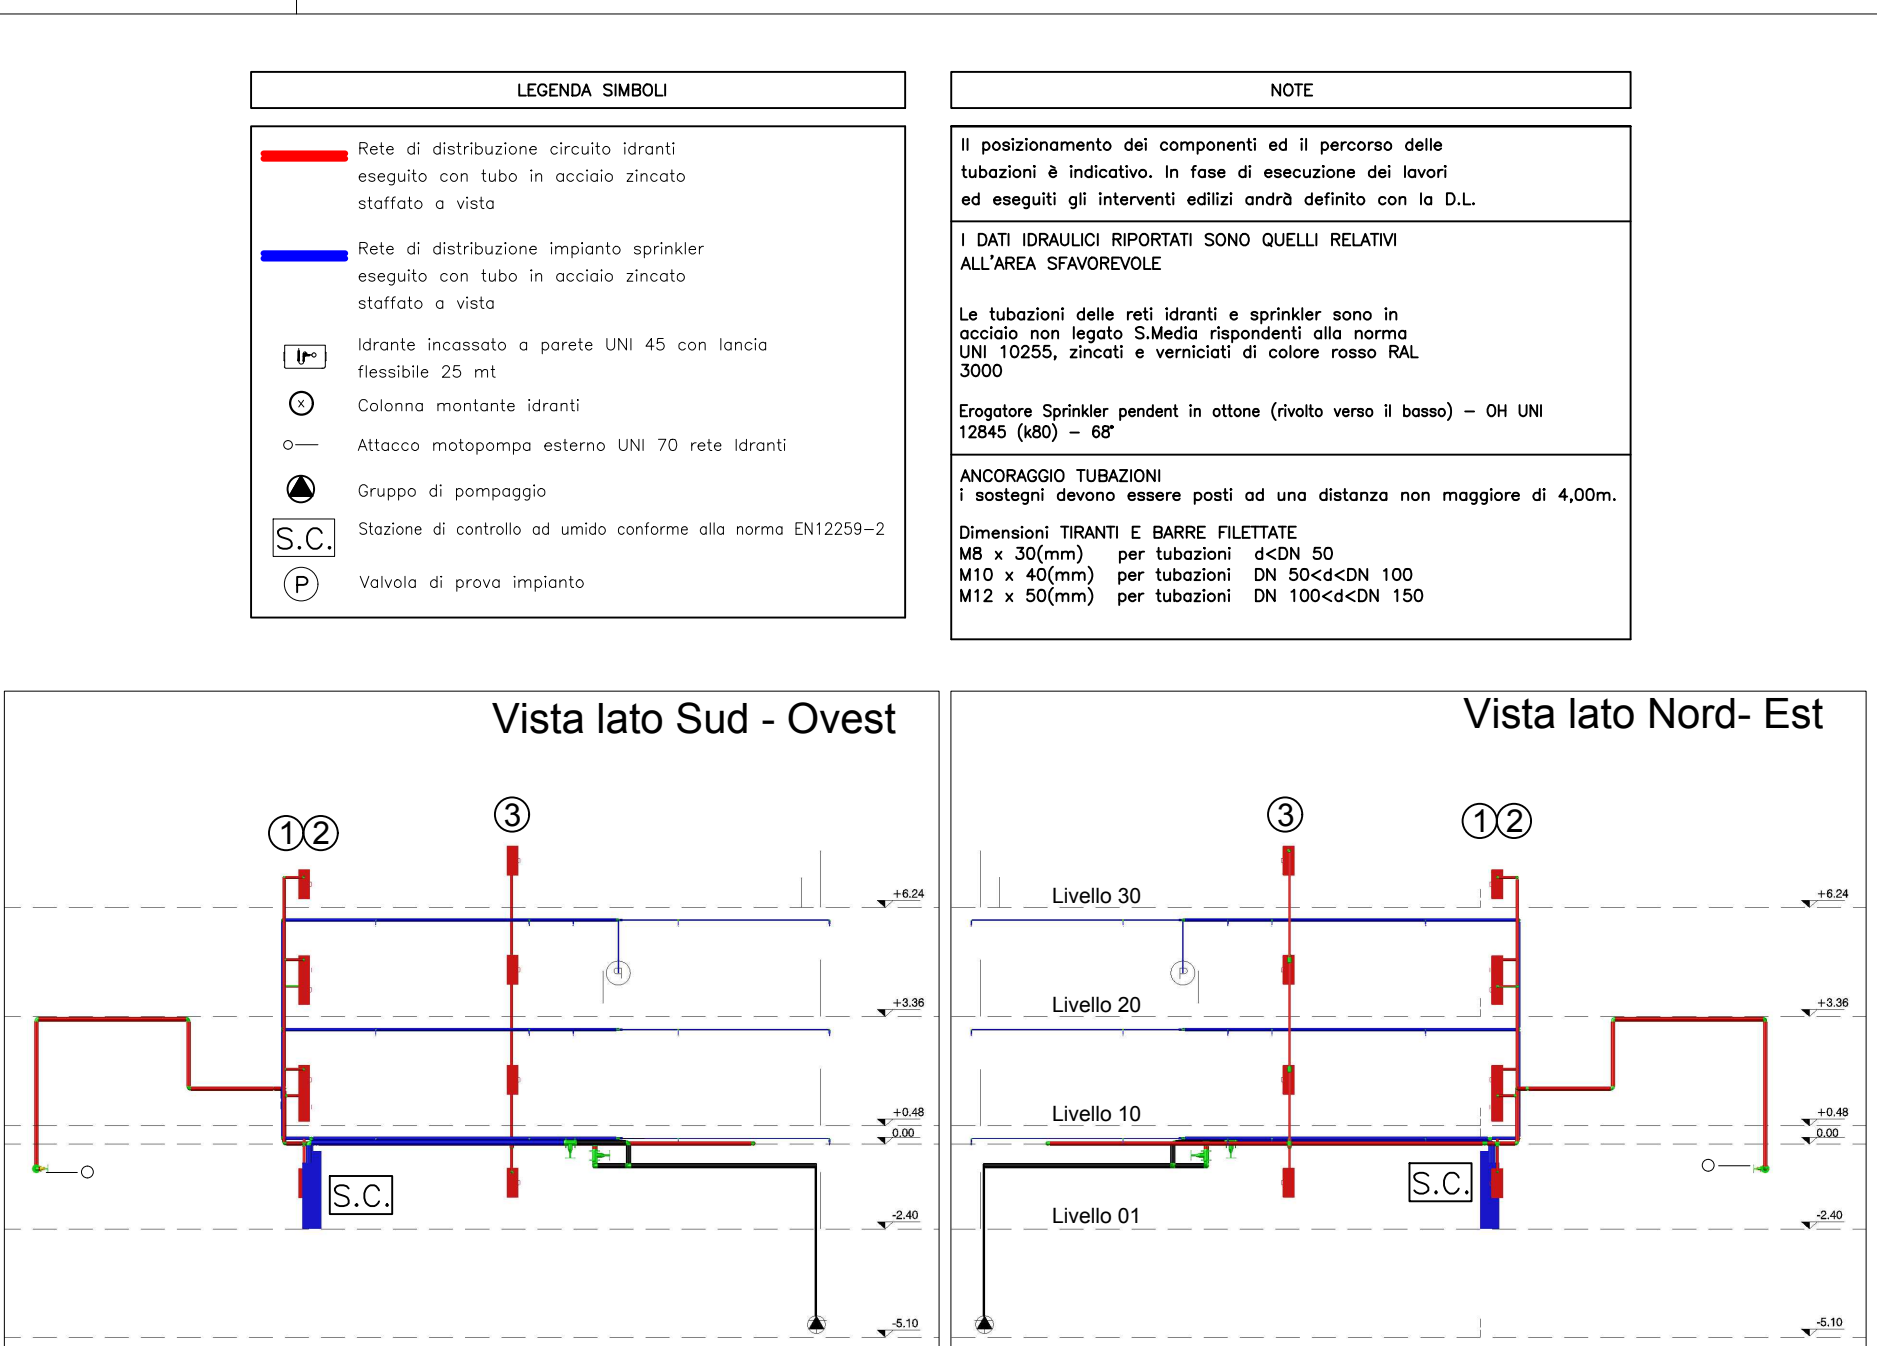 LEGENDA SIMBOLI
Rete di distribuzione circuito idranti
eseguito con tubo in acciaio zincato
staffato a vista
Rete di distribuzione impianto sprinkler
eseguito con tubo in acciaio zincato
staffato a vista
Idrante incassato a parete UNI 45 con lancia
flessibile 25 mt
X
Colonna montante idranti
Attacco motopompa esterno UNI 70 rete Idranti
Gruppo di pompaggio
S.C.
Stazione di controllo ad umido conforme alla norma EN12259-2
P
Valvola di prova impianto
NOTE
Il posizionamento dei componenti ed il percorso delle
tubazioni è indicativo. In fase di esecuzione dei lavori
ed eseguiti gli interventi edilizi andrà definito con la D.L.
I DATI IDRAULICI RIPORTATI SONO QUELLI RELATIVI
ALL'AREA SFAVOREVOLE
Le tubazioni delle reti idranti e sprinkler sono in
acciaio non legato S.Media rispondenti alla norma
UNI 10255, zincati e verniciati di colore rosso RAL
3000
Erogatore Sprinkler pendent in ottone (rivolto verso il basso) – OH UNI
12845 (k80) – 68°
ANCORAGGIO TUBAZIONI
i sostegni devono essere posti ad una distanza non maggiore di 4,00m.
Dimensioni TIRANTI E BARRE FILETTATE
M8 x 30(mm) per tubazioni d<DN 50
M10 x 40(mm) per tubazioni DN 50<d<DN 100
M12 x 50(mm) per tubazioni DN 100<d<DN 150
Vista lato Sud - Ovest
1 2
3
+6.24
+3.36
+0.48
0.00
S.C.
-2.40
-5.10
Vista lato Nord- Est
3
1 2
Livello 30
+6.24
Livello 20
+3.36
Livello 10
+0.48
0.00
S.C.
Livello 01
-2.40
-5.10